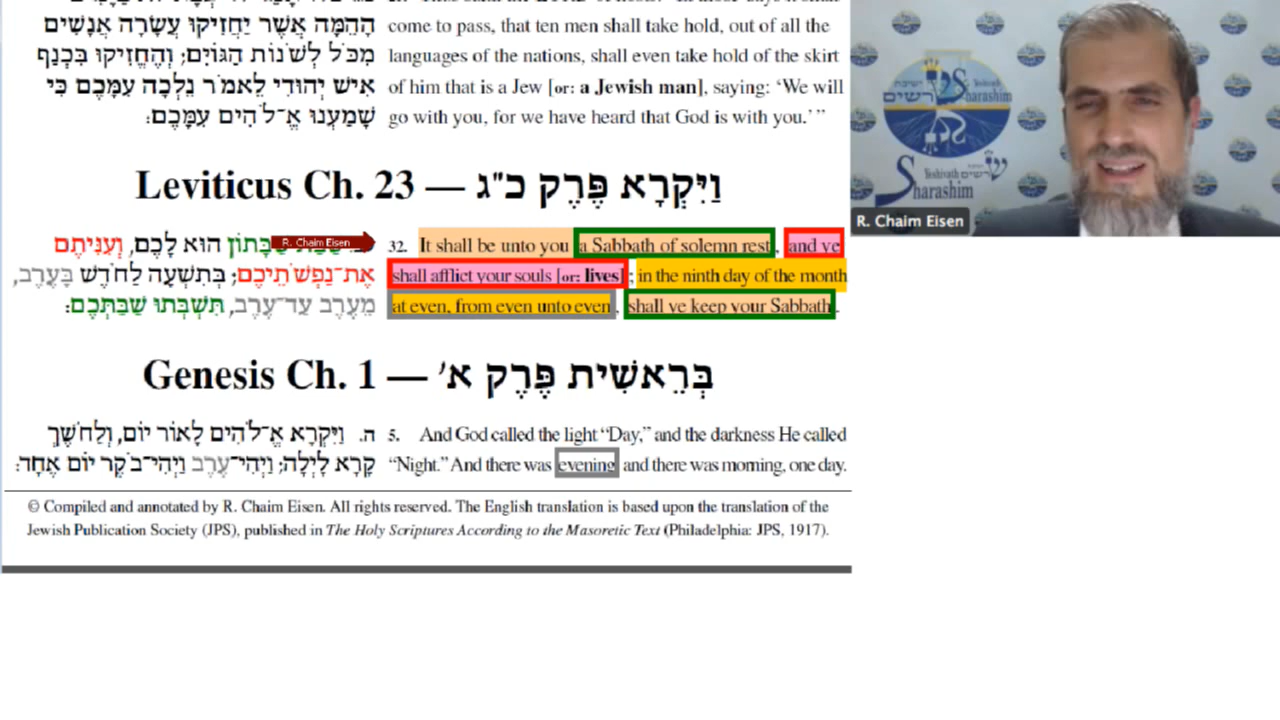 הָהֵמָּה אֲשֶׁר יַחֲזִיקוּ עֲשָׂרָה אֲנָשִׁים
מִכֹּל לְשֹׁנוֹת הַגּוֹיִם; וְהֶחֱזִיקוּ בִּכְנַף
אִישׁ יְהוּדִי לֵאמֹר נֵלְכָה עִמָּכֶם כִּי
שָׁמַעְנוּ אֱ־לֹהִים עִמָּכֶם:
come to pass, that ten men shall take hold, out of all the
languages of the nations, shall even take hold of the skirt
of him that is a Jew [or: a Jewish man], saying: ‘We will
go with you, for we have heard that God is with you.’ ”
Leviticus Ch. 23 — וַיִּקְרָא פֶּרֶק כ"ג
שַׁבָּתוֹן הוּא לָכֶם, וְעִנִּיתֶם
אֶת־נַפְשֹׁתֵיכֶם; בְּתִשְׁעָה לַחֹדֶשׁ בָּעֶרֶב,
מֵעֶרֶב עַד־עֶרֶב, תִּשְׁבְּתוּ שַׁבַּתְּכֶם:
R. Chaim Eisen
32. It shall be unto you a Sabbath of solemn rest, and ye
shall afflict your souls [or: lives]; in the ninth day of the month
at even, from even unto even, shall ye keep your Sabbath.
Genesis Ch. 1 — בְּרֵאשִׁית פֶּרֶק א'
ה. וַיִּקְרָא אֱ־לֹהִים לָאוֹר יוֹם, וְלַחֹשֶׁךְ
קָרָא לָיְלָה; וַיְהִי־עֶרֶב וַיְהִי־בֹקֶר יוֹם אֶחָד:
5. And God called the light “Day,” and the darkness He called
“Night.” And there was evening and there was morning, one day.
© Compiled and annotated by R. Chaim Eisen. All rights reserved. The English translation is based upon the translation of the
Jewish Publication Society (JPS), published in The Holy Scriptures According to the Masoretic Text (Philadelphia: JPS, 1917).
ישיבת
שרשים
Yeshivath
Sharashim
Yeshivath שרשים
Sharashim
R. Chaim Eisen